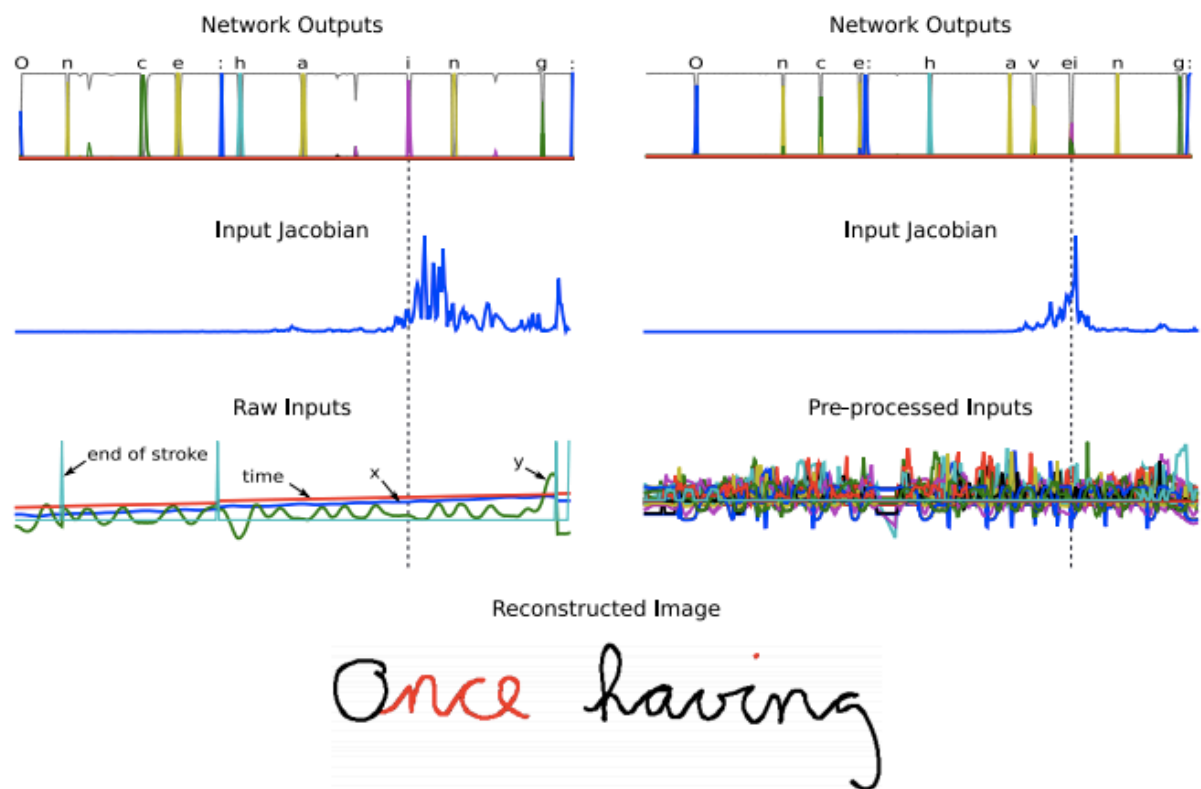 Network Outputs
O n c e : h a i n g :
Input Jacobian
Raw Inputs
end of stroke
time
x
y
Network Outputs
O n c e: h a v ei n g:
Input Jacobian
Pre-processed Inputs
Reconstructed Image
Once having